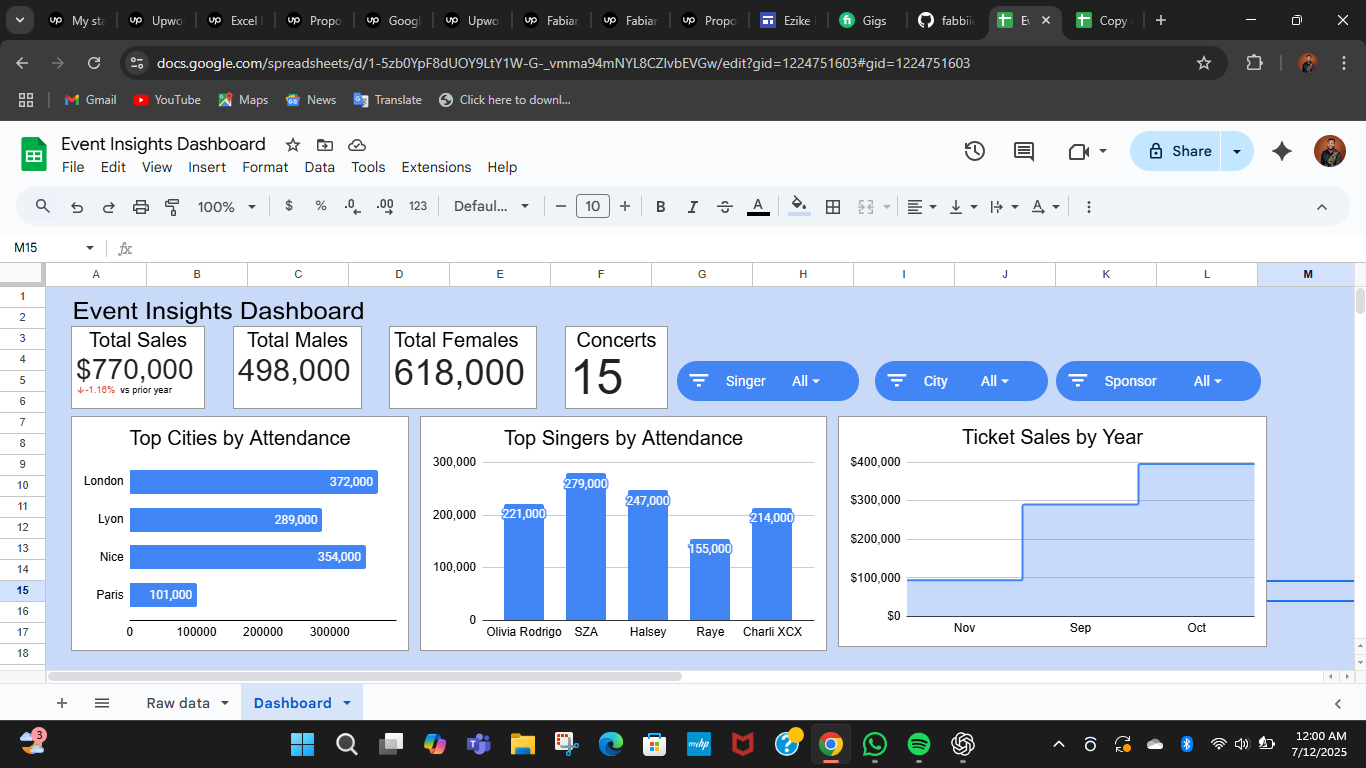 My sta
Upwo
Excel
Propo
Googl
Upwo
Fabian
Fabian
Propo
Ezike
Gigs
fabbii
Ev
Copy
docs.google.com/spreadsheets/d/1-5zb0YpF8dUOY9LtY1W-G-_vmma94mNYL8CZIvbEVGw/edit?gid=1224751603#gid=1224751603
Gmail
YouTube
Maps
News
Translate
Click here to downl...
Event Insights Dashboard
File Edit View Insert Format Data Tools Extensions Help
Share
100% $ % .0 .00 123 Defaul... − 10 + B I A
M15 fx
A B C D E F G H I J K L M
1
2
3
4
5
6
7
8
9
10
11
12
13
14
15
16
17
18
Event Insights Dashboard
Total Sales
$770,000
-1.16% vs prior year
Total Males
498,000
Total Females
618,000
Concerts
15
Singer All
City All
Sponsor All
Top Cities by Attendance
London 372,000
Lyon 289,000
Nice 354,000
Paris 101,000
0 100000 200000 300000
Top Singers by Attendance
300,000
200,000
100,000
0
221,000
279,000
247,000
155,000
214,000
Olivia Rodrigo SZA Halsey Raye Charli XCX
Ticket Sales by Year
$400,000
$300,000
$200,000
$100,000
$0
Nov Sep Oct
Raw data
Dashboard
3
12:00 AM
7/12/2025